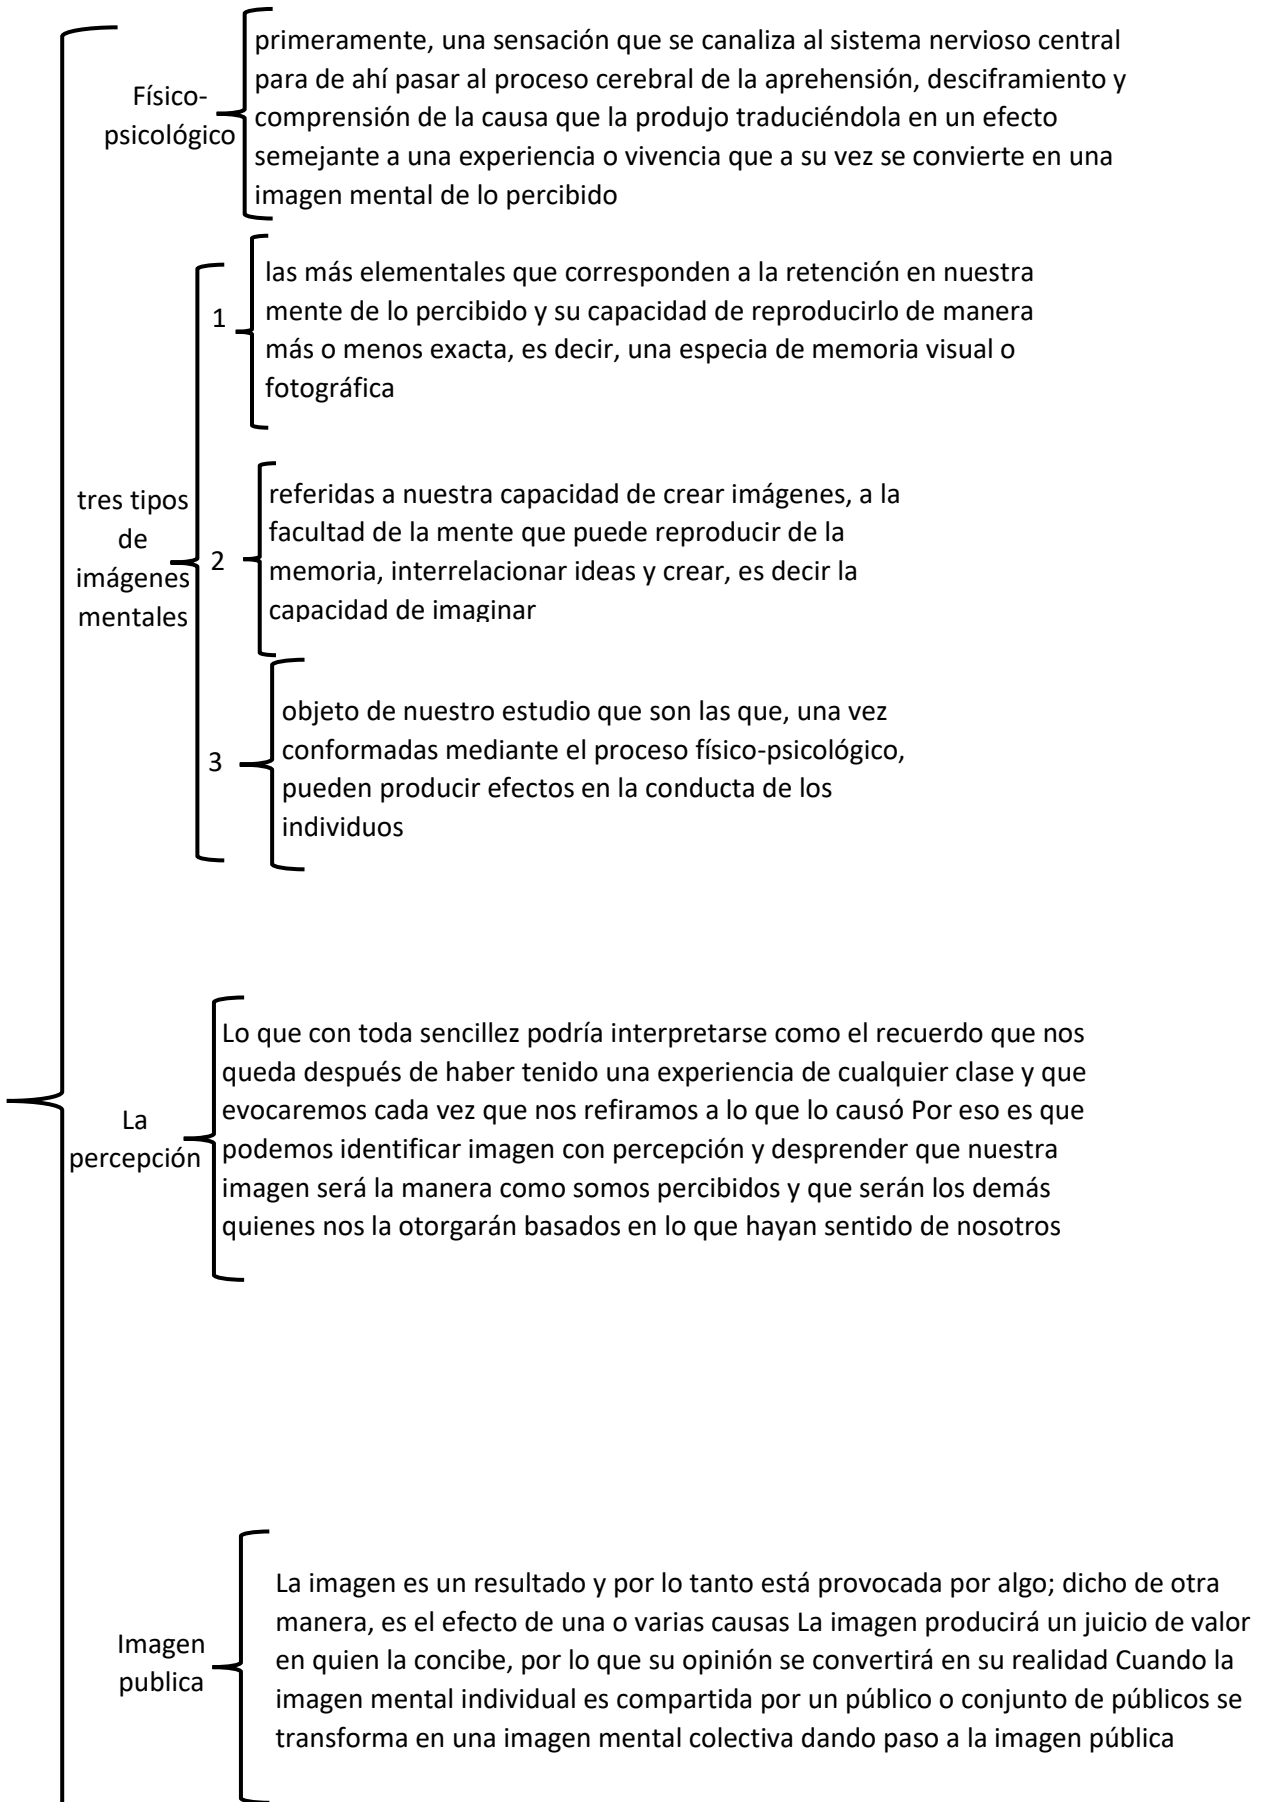 Físico-
psicológico
primeramente, una sensación que se canaliza al sistema nervioso central
para de ahí pasar al proceso cerebral de la aprehensión, desciframiento y
comprensión de la causa que la produjo traduciéndola en un efecto
semejante a una experiencia o vivencia que a su vez se convierte en una
imagen mental de lo percibido
tres tipos
de
imágenes
mentales
1
las más elementales que corresponden a la retención en nuestra
mente de lo percibido y su capacidad de reproducirlo de manera
más o menos exacta, es decir, una especia de memoria visual o
fotográfica
2
referidas a nuestra capacidad de crear imágenes, a la
facultad de la mente que puede reproducir de la
memoria, interrelacionar ideas y crear, es decir la
capacidad de imaginar
3
objeto de nuestro estudio que son las que, una vez
conformadas mediante el proceso físico-psicológico,
pueden producir efectos en la conducta de los
individuos
La
percepción
Lo que con toda sencillez podría interpretarse como el recuerdo que nos
queda después de haber tenido una experiencia de cualquier clase y que
evocaremos cada vez que nos refiramos a lo que lo causó Por eso es que
podemos identificar imagen con percepción y desprender que nuestra
imagen será la manera como somos percibidos y que serán los demás
quienes nos la otorgarán basados en lo que hayan sentido de nosotros
Imagen
publica
La imagen es un resultado y por lo tanto está provocada por algo; dicho de otra
manera, es el efecto de una o varias causas La imagen producirá un juicio de valor
en quien la concibe, por lo que su opinión se convertirá en su realidad Cuando la
imagen mental individual es compartida por un público o conjunto de públicos se
transforma en una imagen mental colectiva dando paso a la imagen pública